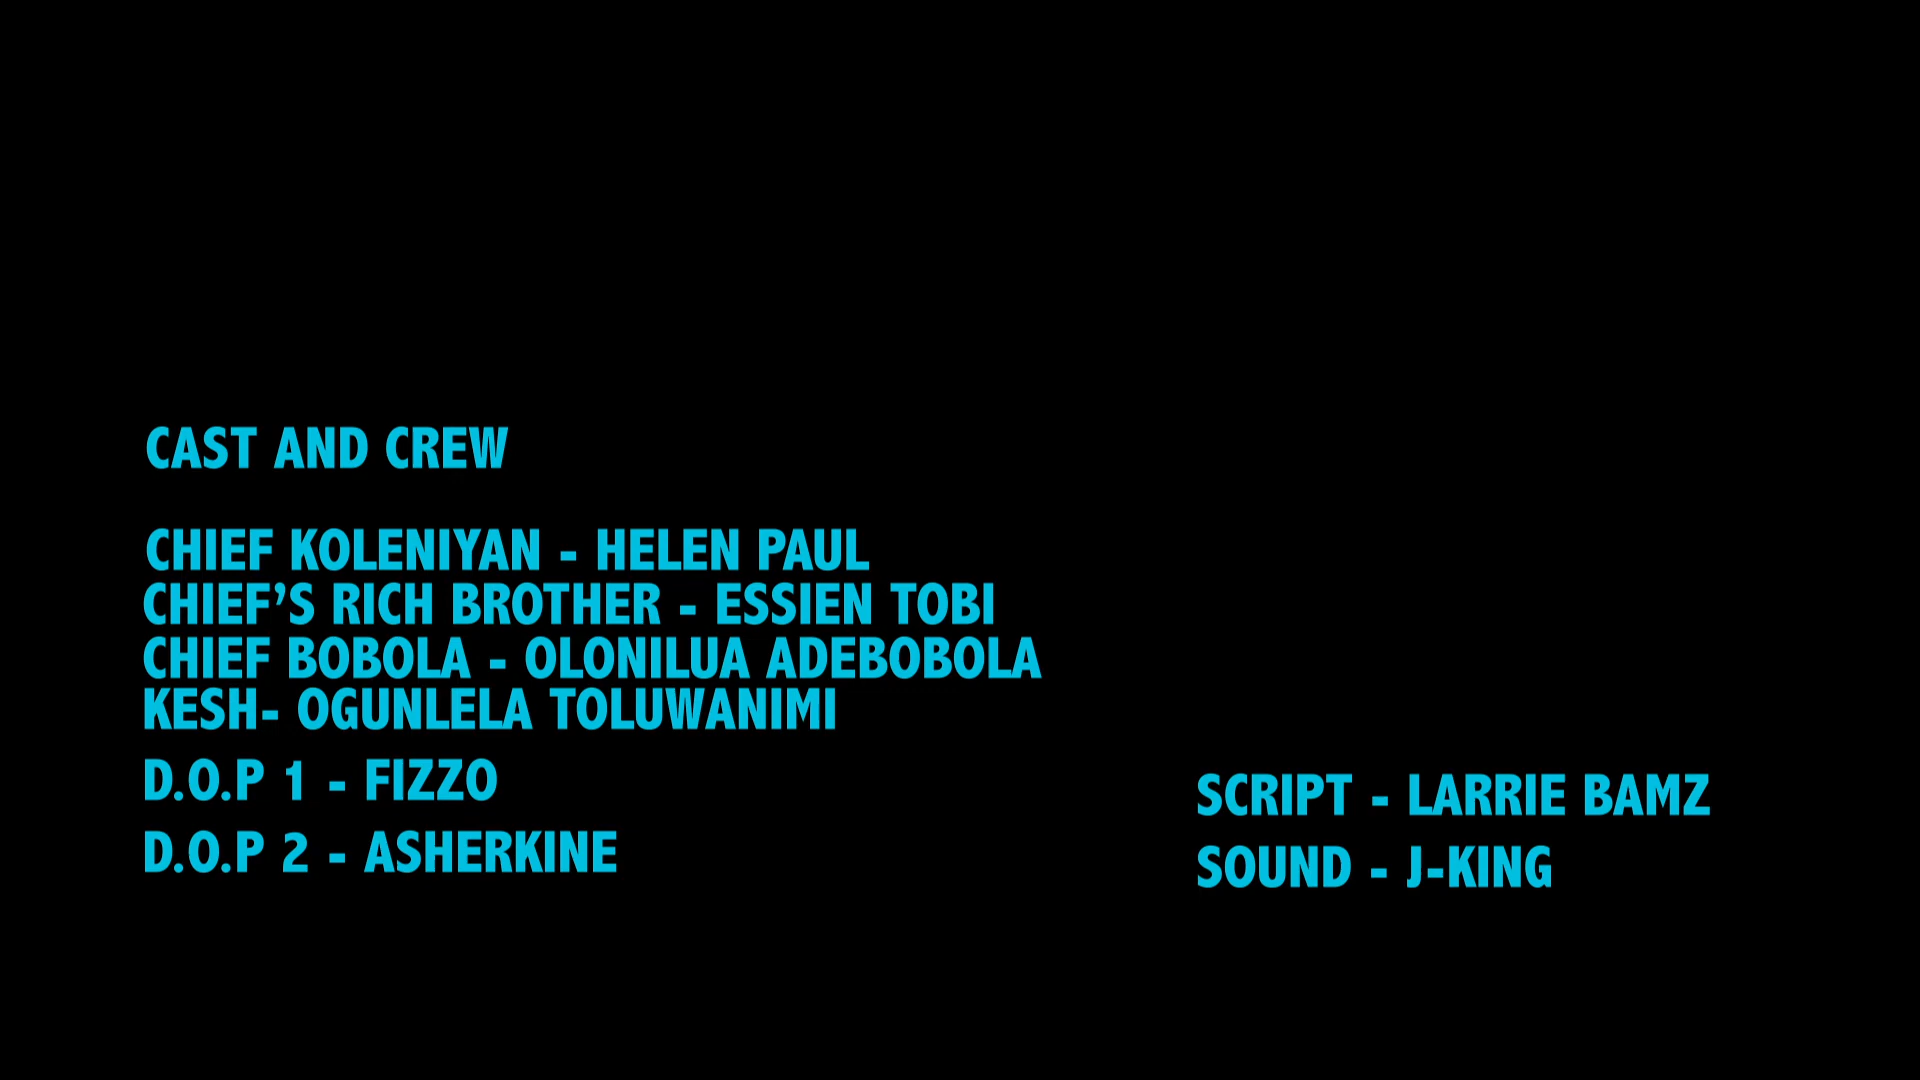 CAST AND CREW
CHIEF KOLENIYAN - HELEN PAUL
CHIEF’S RICH BROTHER - ESSIEN TOBI
CHIEF BOBOLA - OLONILUA ADEBOBOLA
KESH- OGUNLELA TOLUWANIMI
D.O.P 1 - FIZZO
D.O.P 2 - ASHERKINE
SCRIPT - LARRIE BAMZ
SOUND - J-KING